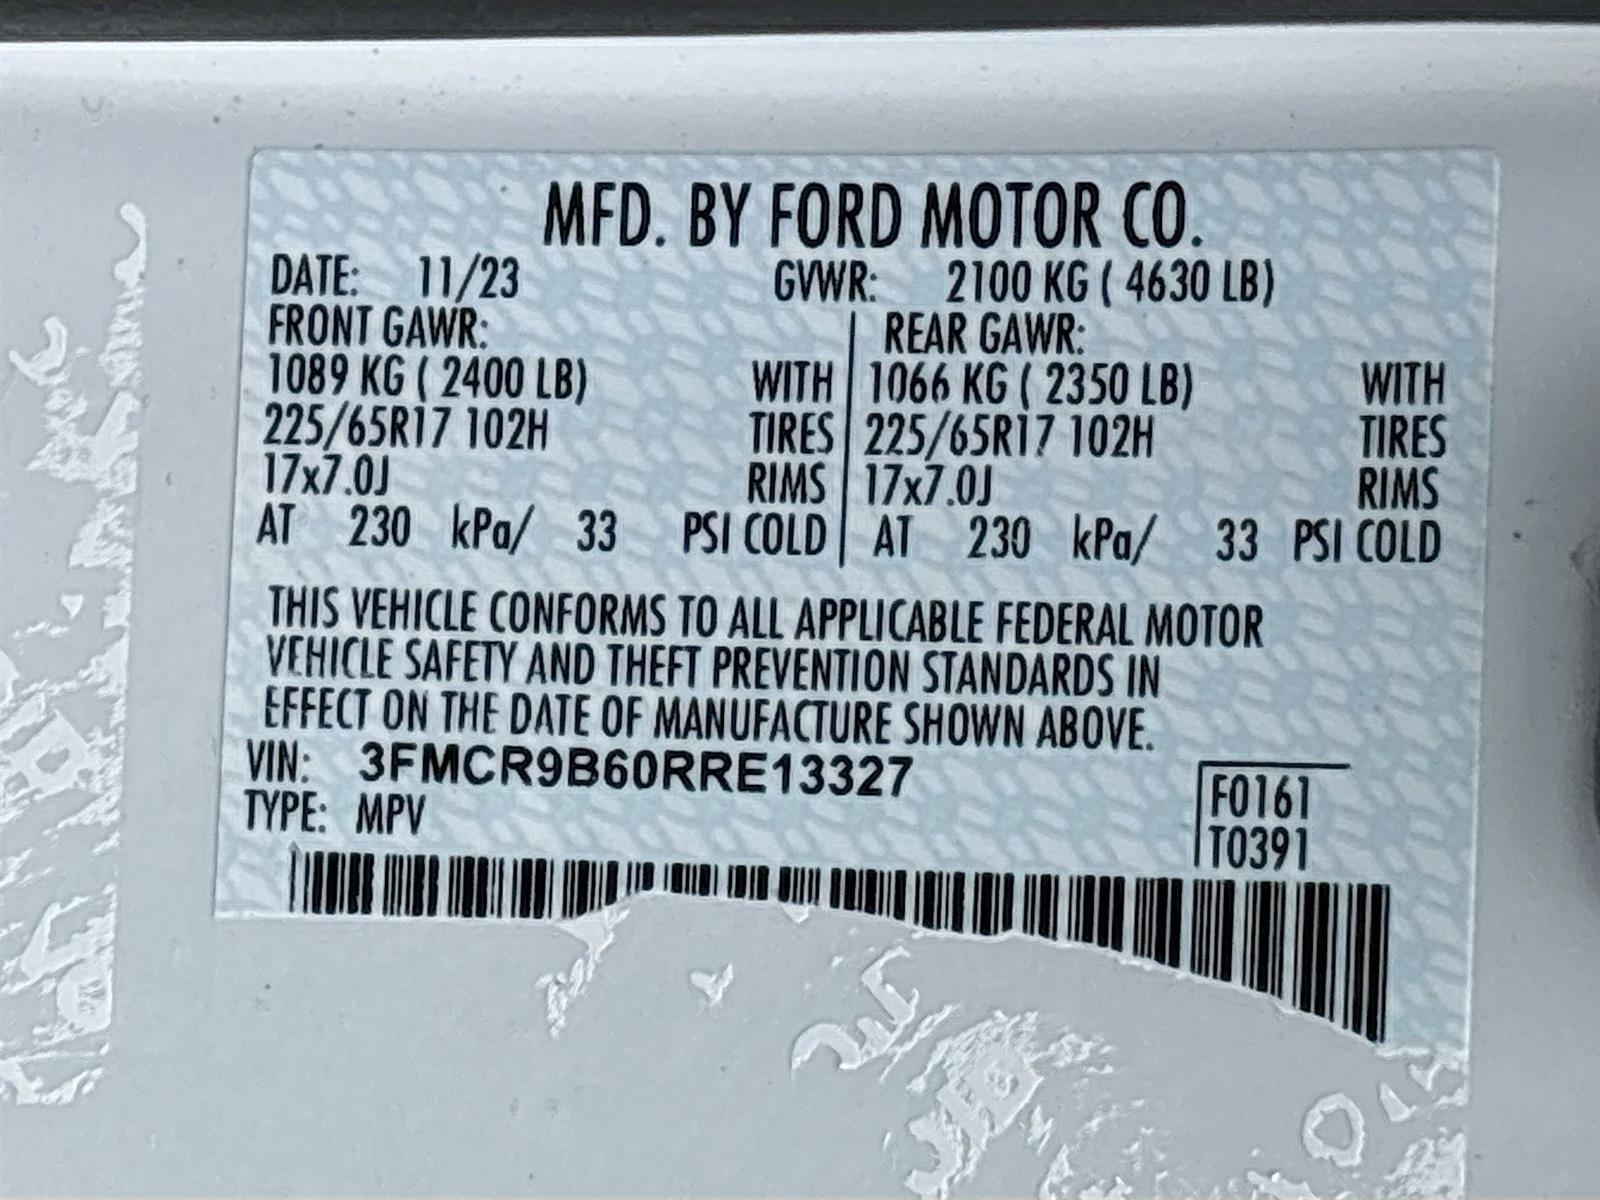 MFD. BY FORD MOTOR CO.
DATE: 11/23 GVWR: 2100 KG ( 4630 LB)
FRONT GAWR: REAR GAWR:
1089 KG ( 2400 LB) WITH 1066 KG ( 2350 LB) WITH
225/65R17 102H TIRES 225/65R17 102H TIRES
17x7.0J RIMS 17x7.0J RIMS
AT 230 kPa/ 33 PSI COLD AT 230 kPa/ 33 PSI COLD
THIS VEHICLE CONFORMS TO ALL APPLICABLE FEDERAL MOTOR
VEHICLE SAFETY AND THEFT PREVENTION STANDARDS IN
EFFECT ON THE DATE OF MANUFACTURE SHOWN ABOVE.
VIN: 3FMCR9B60RRE13327
TYPE: MPV
F0161
T0391